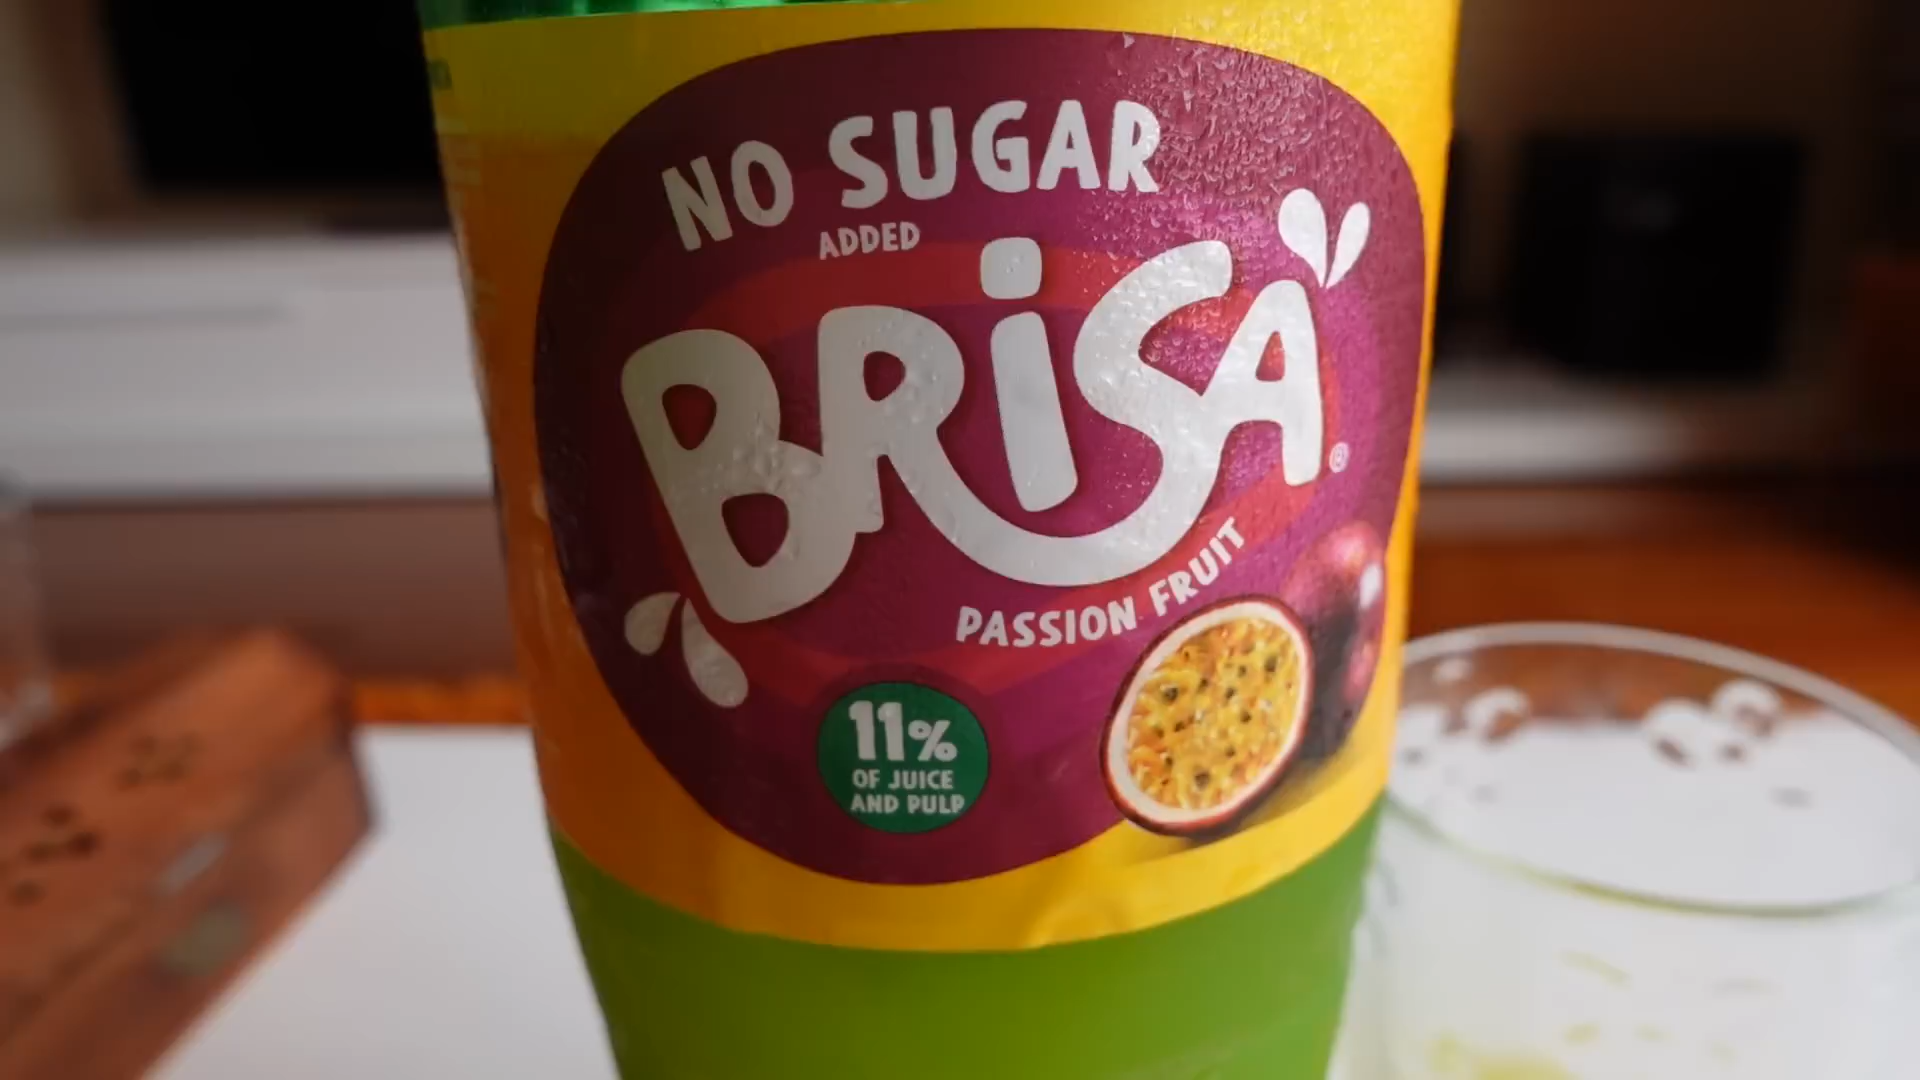 NO SUGAR
ADDED
BRiSA®
PASSION FRUIT
11%
OF JUICE
AND PULP